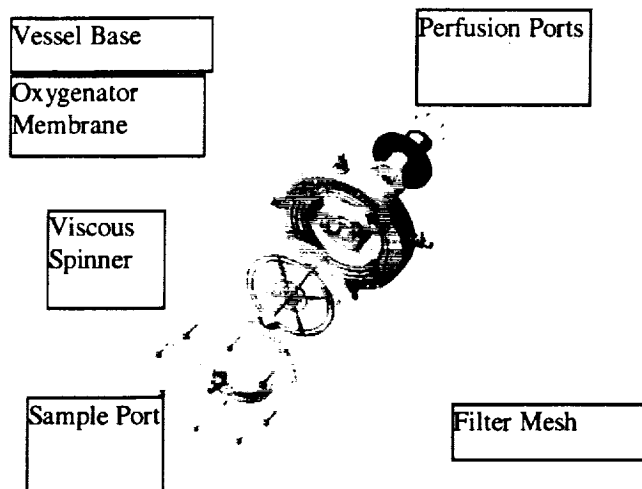 Vessel Base
Perfusion Ports
Oxygenator
Membrane
Viscous
Spinner
Sample Port
Filter Mesh